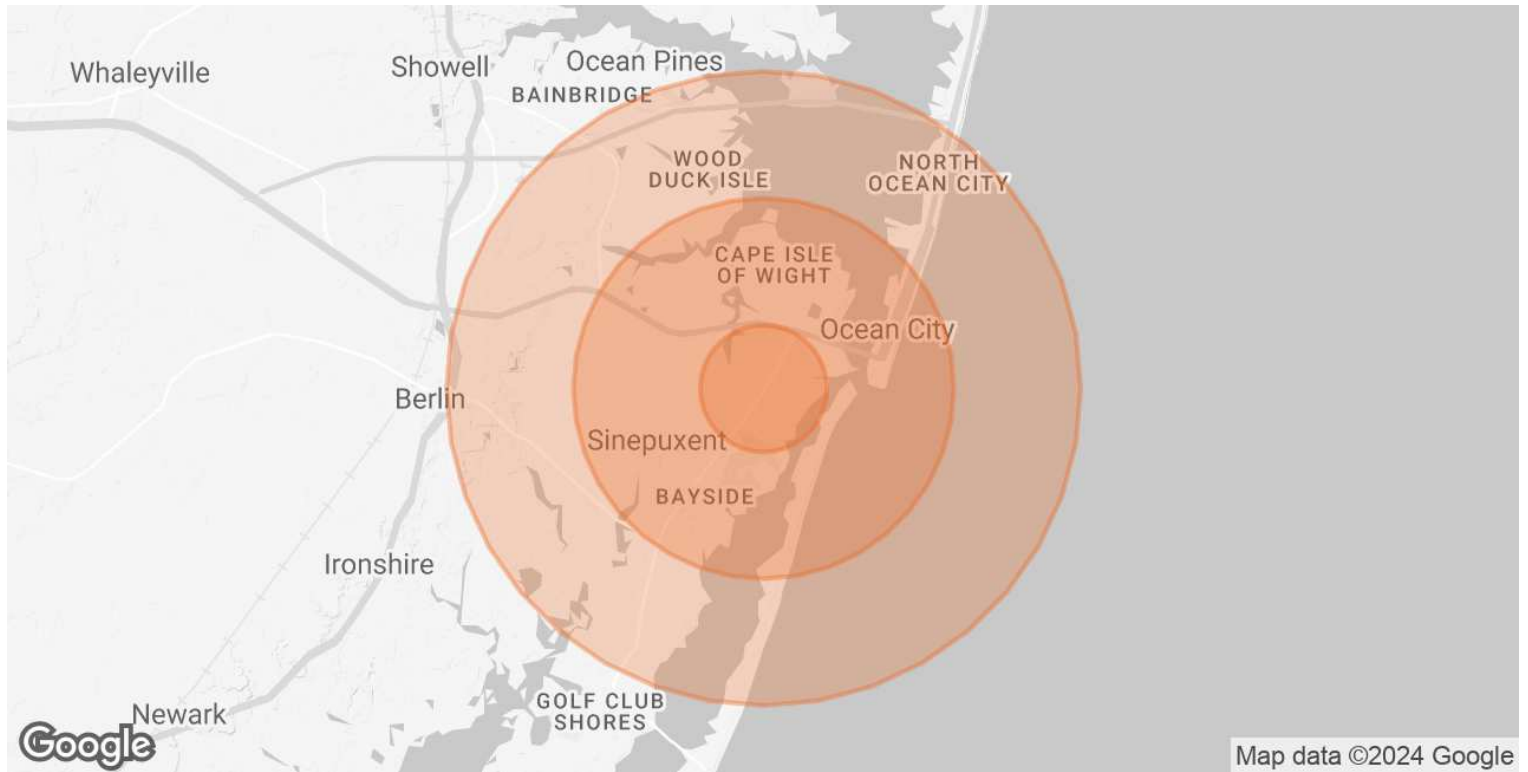 Ocean Pines
Whaleyville
Showell
BAINBRIDGE
WOOD
DUCK ISLE
NORTH
OCEAN CITY
CAPE ISLE
OF WIGHT
Ocean City
Berlin
Sinepuxent
BAYSIDE
Ironshire
GOLF CLUB
SHORES
Newark
Google
Map data ©2024 Google